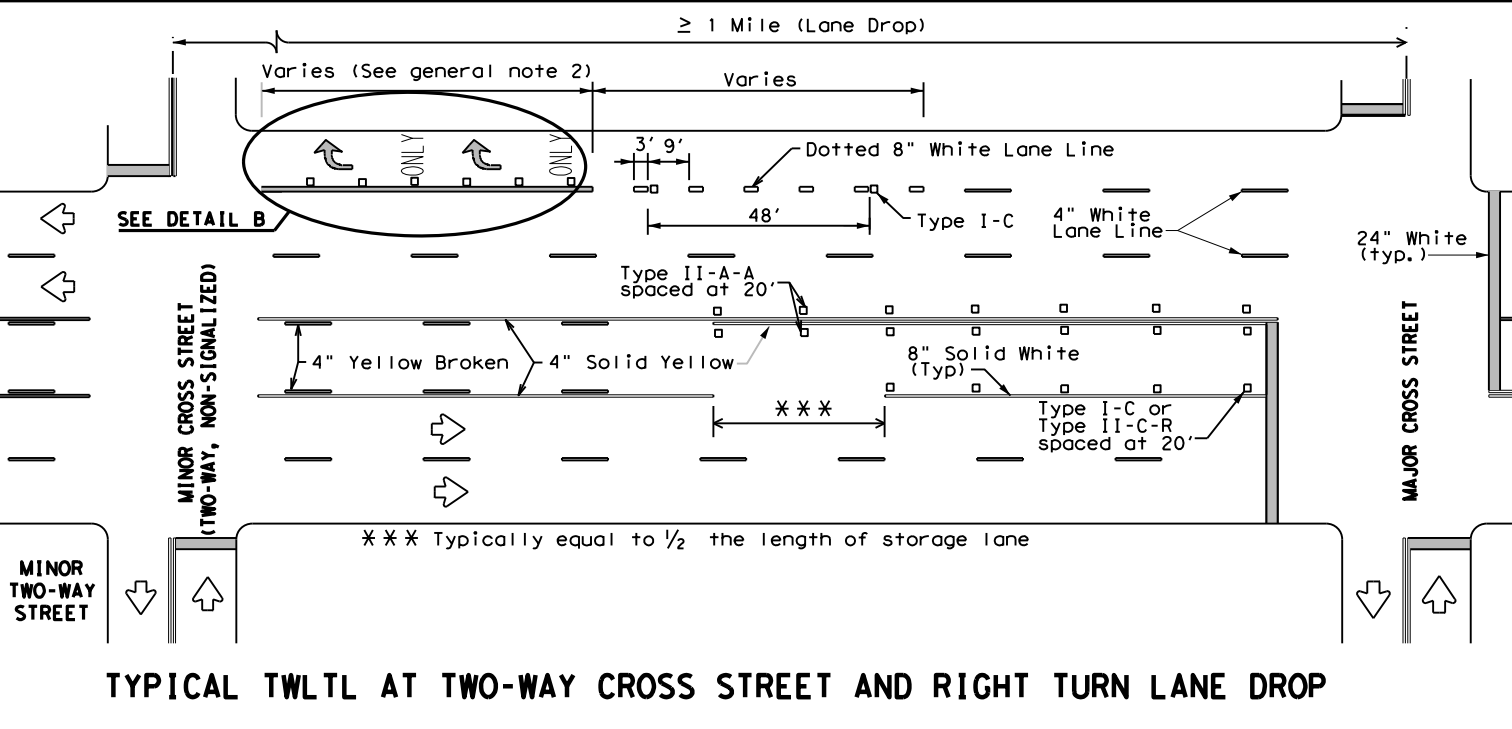 ≥ 1 Mile (Lane Drop)
Varies (See general note 2)
Varies
ONLY
ONLY
3' 9'
Dotted 8" White Lane Line
SEE DETAIL B
48'
Type I-C
4" White
Lane Line
24" White
(typ.)
Type II-A-A
spaced at 20'
MINOR CROSS STREET
(TWO-WAY, NON-SIGNALIZED)
4" Yellow Broken
4" Solid Yellow
8" Solid White
(Typ)
MAJOR CROSS STREET
***
Type I-C or
Type II-C-R
spaced at 20'
*** Typically equal to ½ the length of storage lane
MINOR
TWO-WAY
STREET
TYPICAL TWLTL AT TWO-WAY CROSS STREET AND RIGHT TURN LANE DROP